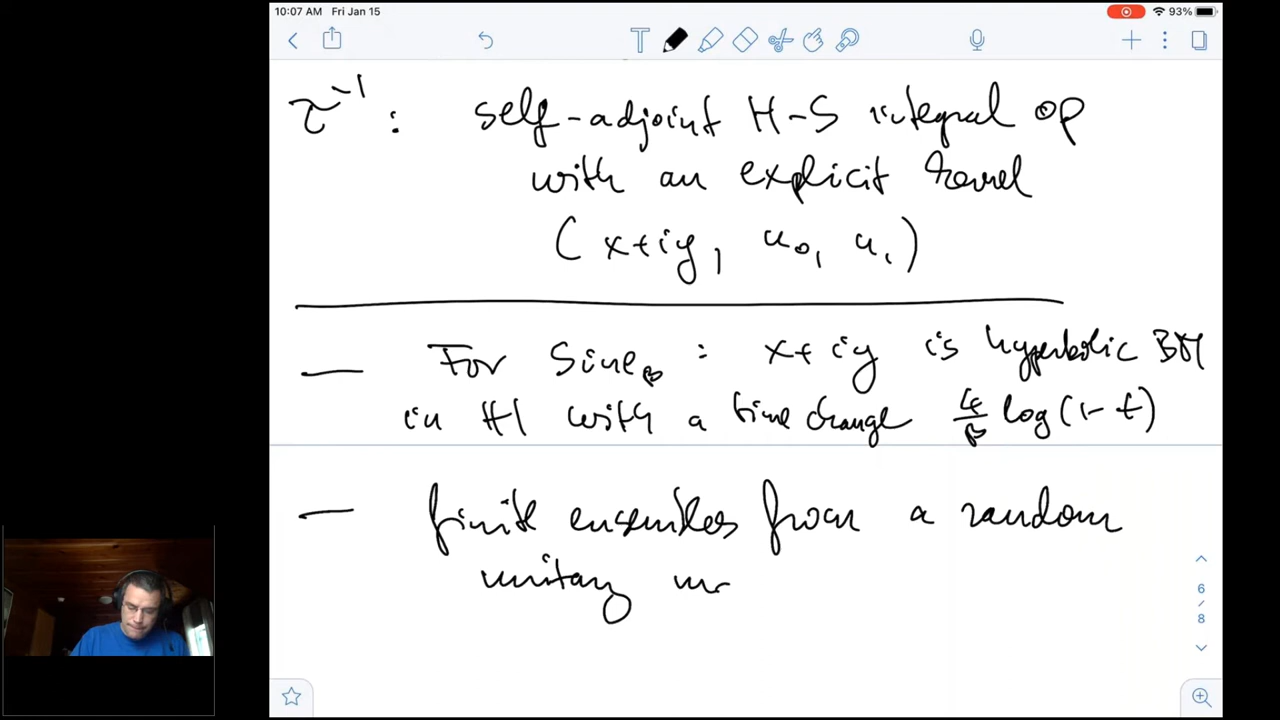 10:07 AM Fri Jan 15
93%
T
τ⁻¹ : self-adjoint H-S integral op
with an explicit kernel
(x+iy, u₀, u₁)
— For Sineᵦ : x+iy is hyperbolic BM
in H with a time change 4/β log(1-t)
— finite ensembles from a random
unitary m
6
/
8